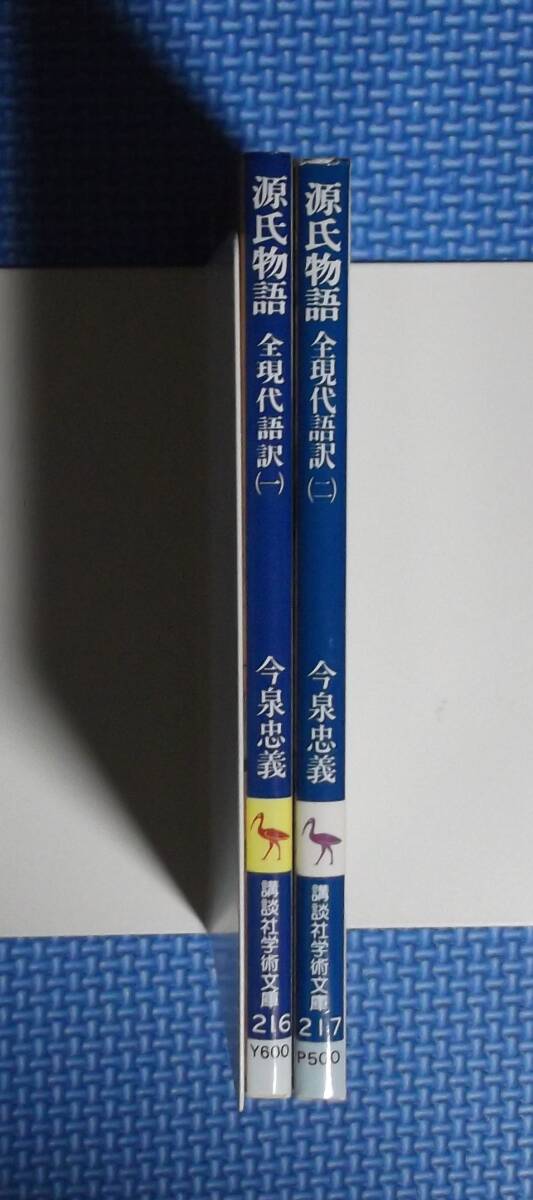 源氏物語 全現代語訳(一)
今泉忠義
講談社学術文庫
216
Y600
源氏物語 全現代語訳(二)
今泉忠義
講談社学術文庫
217
P500